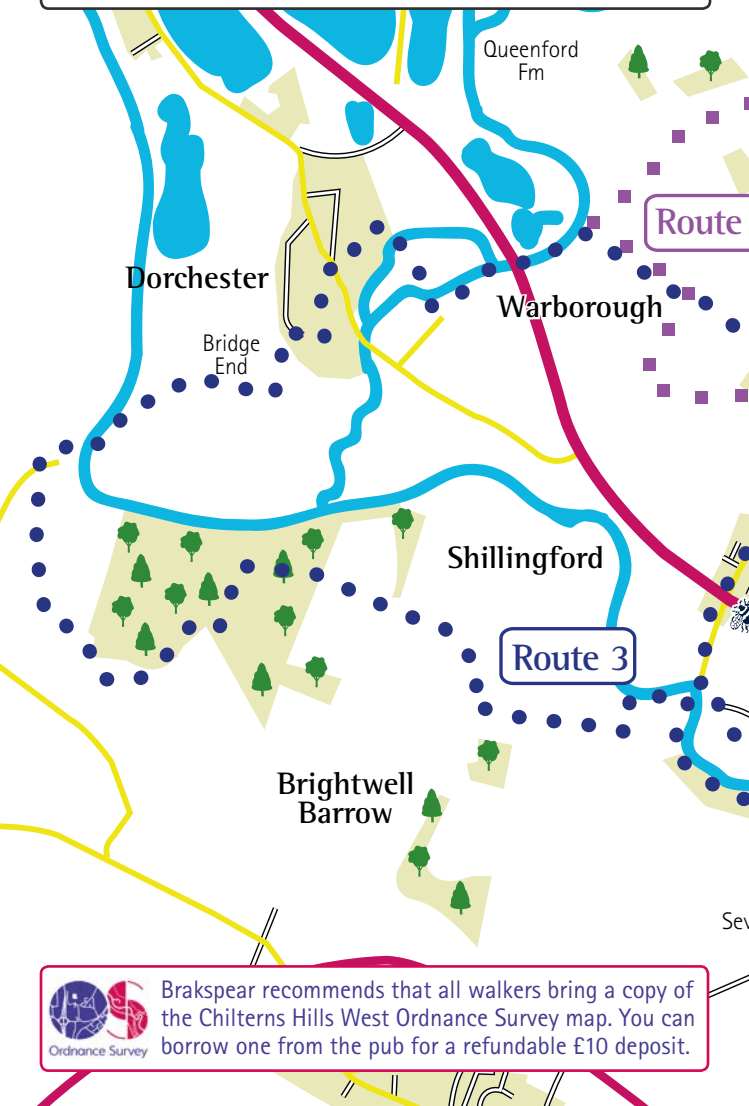 Queenford
Fm
Route
Dorchester
Warborough
Bridge
End
Shillingford
Route 3
Brightwell
Barrow
Sev
Brakspear recommends that all walkers bring a copy of
the Chilterns Hills West Ordnance Survey map. You can
borrow one from the pub for a refundable £10 deposit.
Ordnance Survey